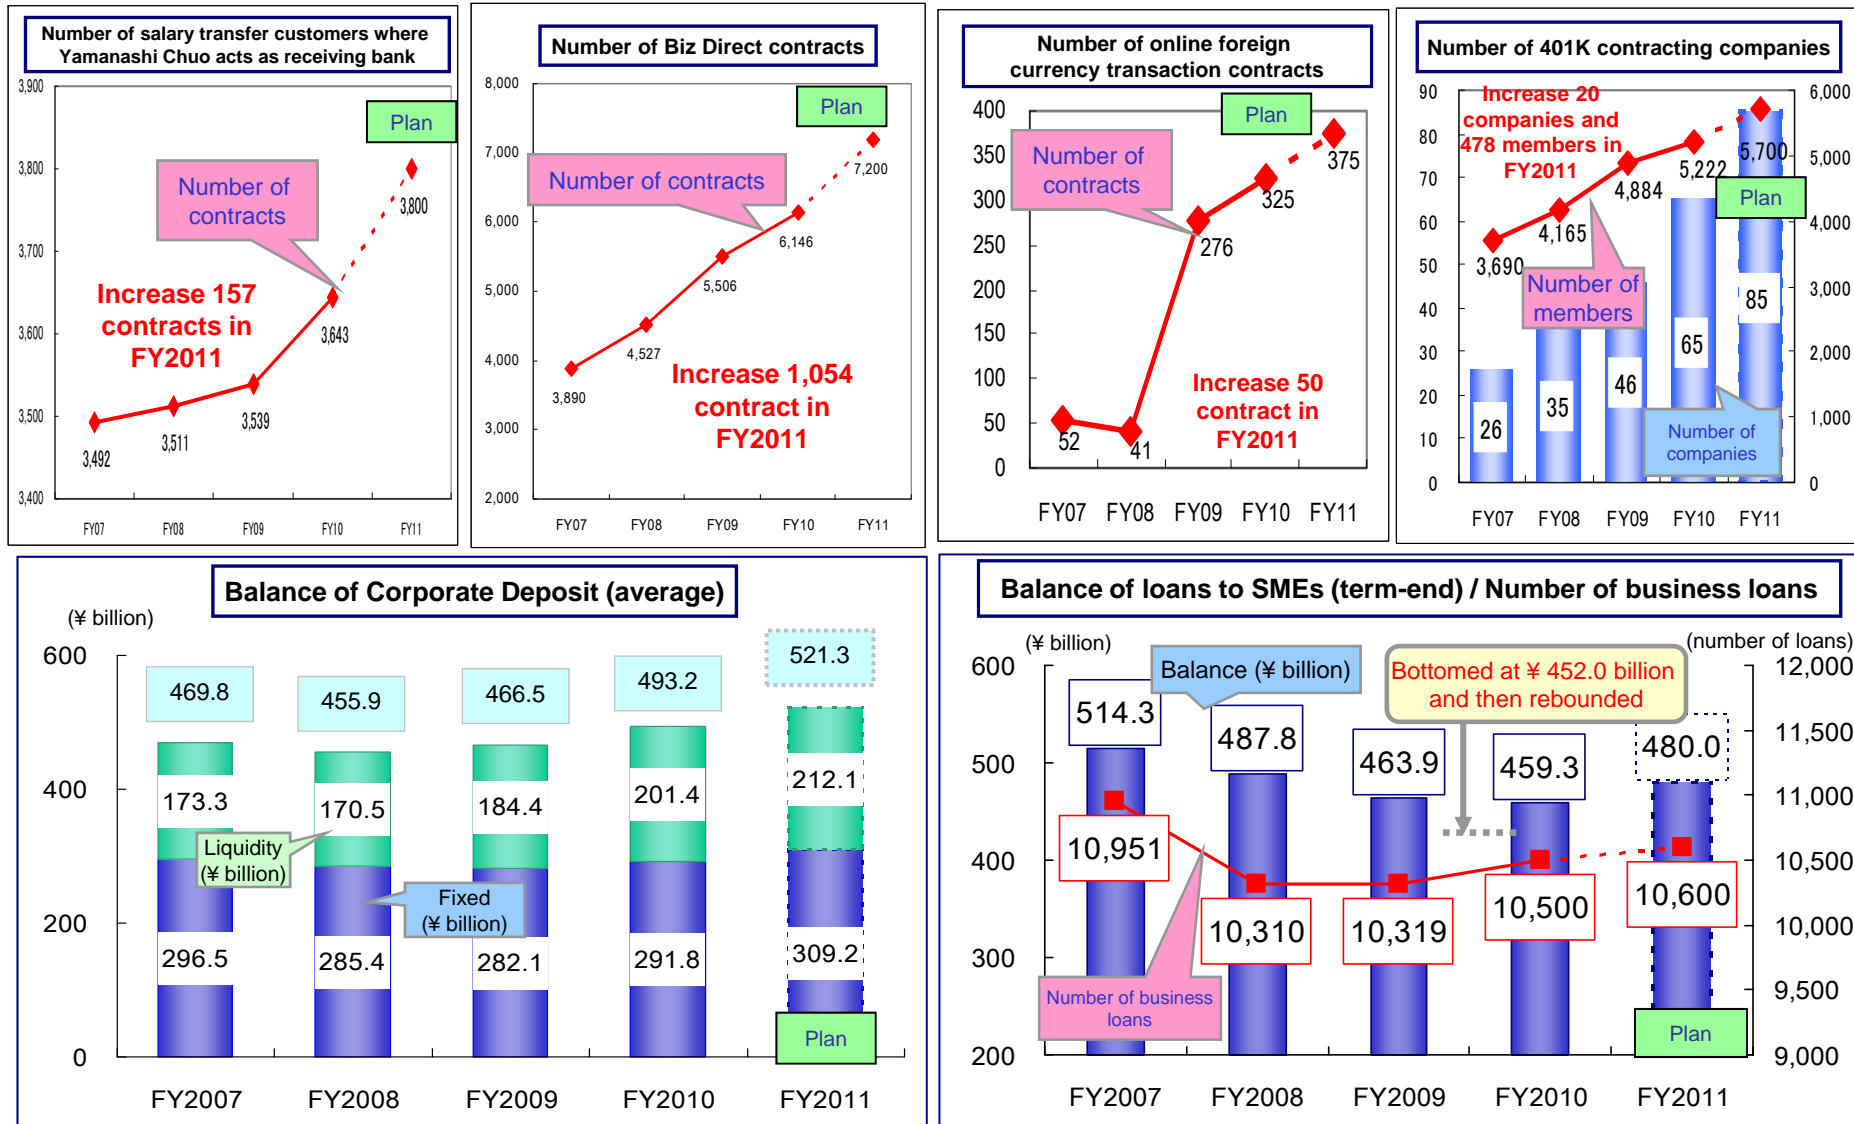 Number of salary transfer customers where
Yamanashi Chuo acts as receiving bank
3,900
3,800
3,700
3,600
3,500
3,400
Plan
Number of
contracts
3,800
3,643
Increase 157
contracts in
FY2011
3,539
3,511
3,492
FY07
FY08
FY09
FY10
FY11
Number of Biz Direct contracts
8,000
7,000
6,000
5,000
4,000
3,000
2,000
Plan
Number of contracts
7,200
6,146
5,506
4,527
3,890
Increase 1,054
contract in
FY2011
FY07
FY08
FY09
FY10
FY11
Number of online foreign
currency transaction contracts
400
350
300
250
200
150
100
50
0
Plan
Number of
contracts
375
325
276
52
41
Increase 50
contract in
FY2011
FY07
FY08
FY09
FY10
FY11
Number of 401K contracting companies
90
80
70
60
50
40
30
20
10
0
6,000
5,000
4,000
3,000
2,000
1,000
0
Increase 20
companies and
478 members in
FY2011
5,700
5,222
4,884
4,165
3,690
Plan
Number of
members
85
65
46
35
26
Number of
companies
FY07
FY08
FY09
FY10
FY11
Balance of Corporate Deposit (average)
(¥ billion)
600
400
200
0
469.8
455.9
466.5
493.2
521.3
173.3
170.5
184.4
201.4
212.1
Liquidity
(¥ billion)
Fixed
(¥ billion)
296.5
285.4
282.1
291.8
309.2
Plan
FY2007
FY2008
FY2009
FY2010
FY2011
Balance of loans to SMEs (term-end) / Number of business loans
(¥ billion)
(number of loans)
600
500
400
300
200
12,000
11,500
11,000
10,500
10,000
9,500
9,000
Balance (¥ billion)
Bottomed at ¥ 452.0 billion
and then rebounded
514.3
487.8
463.9
459.3
480.0
10,951
10,310
10,319
10,500
10,600
Number of business
loans
Plan
FY2007
FY2008
FY2009
FY2010
FY2011